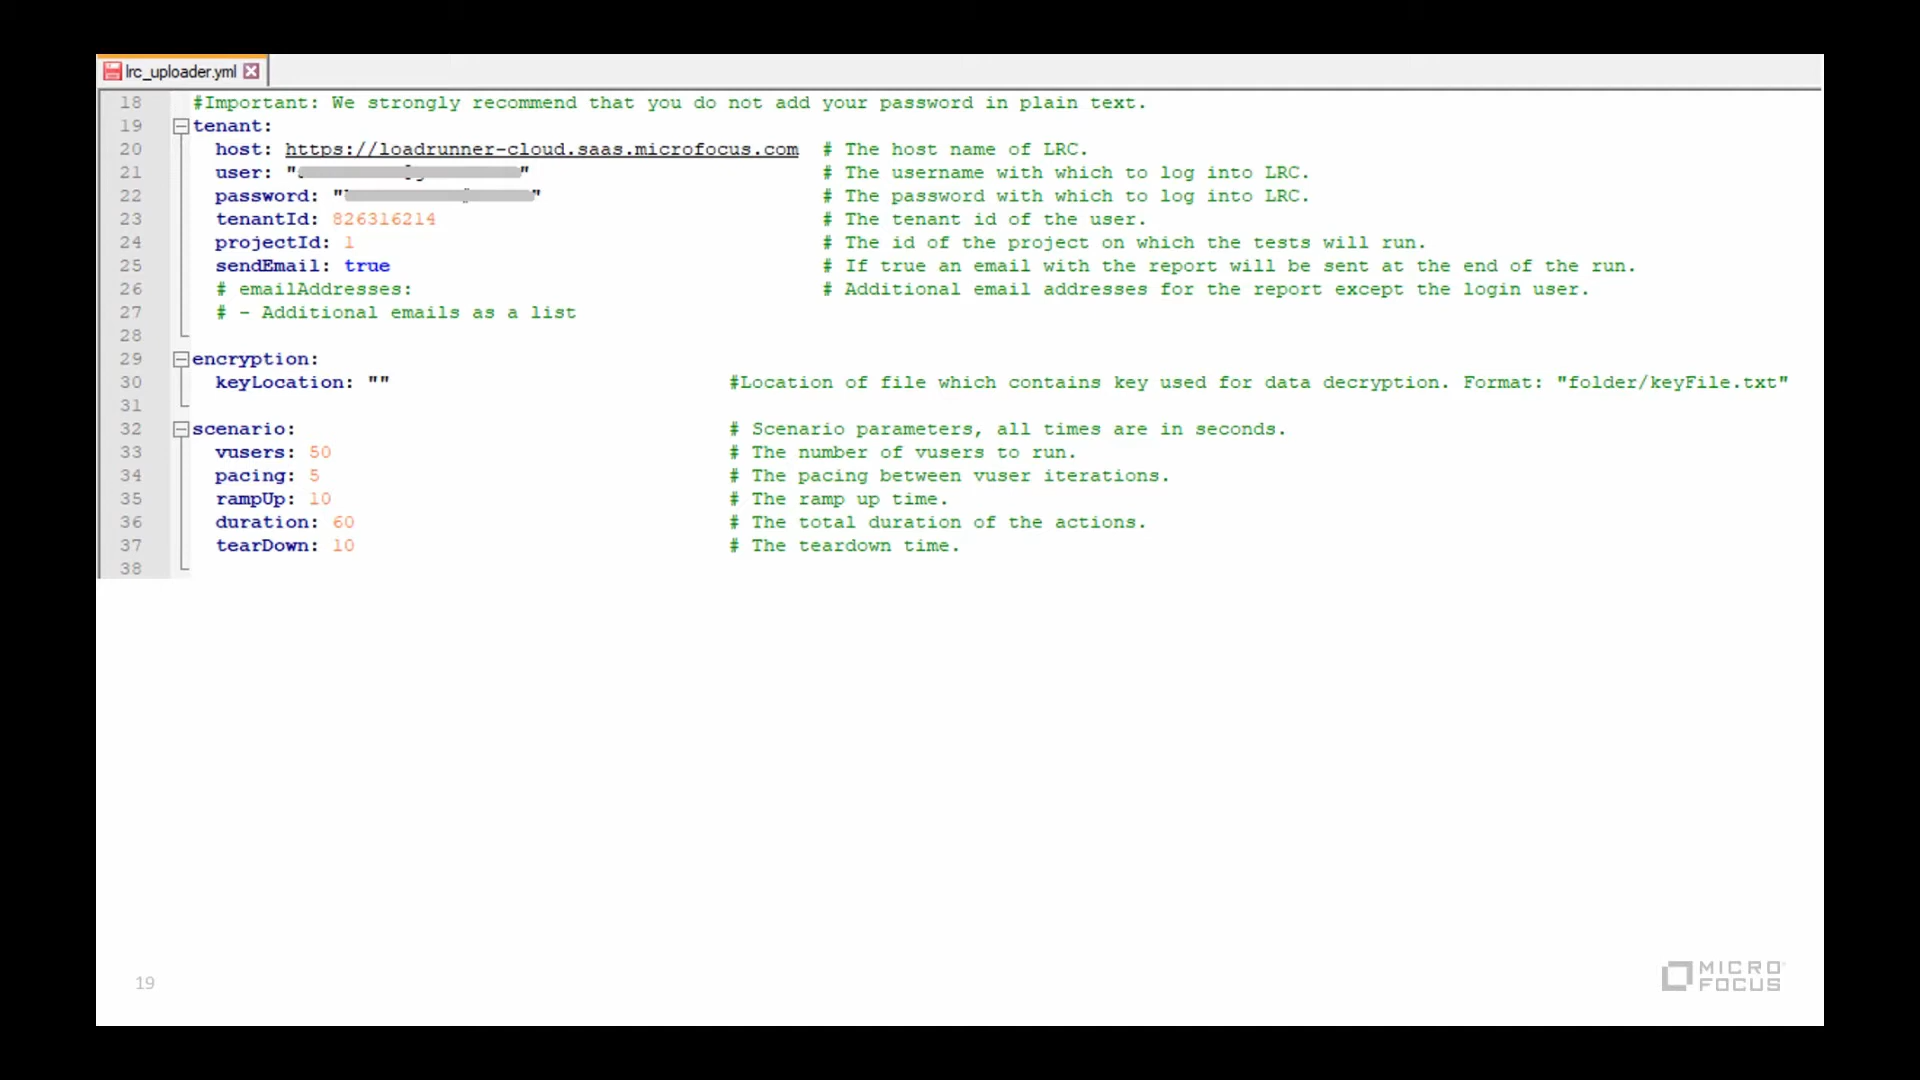 lrc_uploader.yml
18 #Important: We strongly recommend that you do not add your password in plain text.
19 tenant:
20 host: https://loadrunner-cloud.saas.microfocus.com # The host name of LRC.
21 user: " " # The username with which to log into LRC.
22 password: " " # The password with which to log into LRC.
23 tenantId: 826316214 # The tenant id of the user.
24 projectId: 1 # The id of the project on which the tests will run.
25 sendEmail: true # If true an email with the report will be sent at the end of the run.
26 # emailAddresses: # Additional email addresses for the report except the login user.
27 # - Additional emails as a list
28
29 encryption:
30 keyLocation: "" #Location of file which contains key used for data decryption. Format: "folder/keyFile.txt"
31
32 scenario: # Scenario parameters, all times are in seconds.
33 vusers: 50 # The number of vusers to run.
34 pacing: 5 # The pacing between vuser iterations.
35 rampUp: 10 # The ramp up time.
36 duration: 60 # The total duration of the actions.
37 tearDown: 10 # The teardown time.
38
19
MICRO
FOCUS